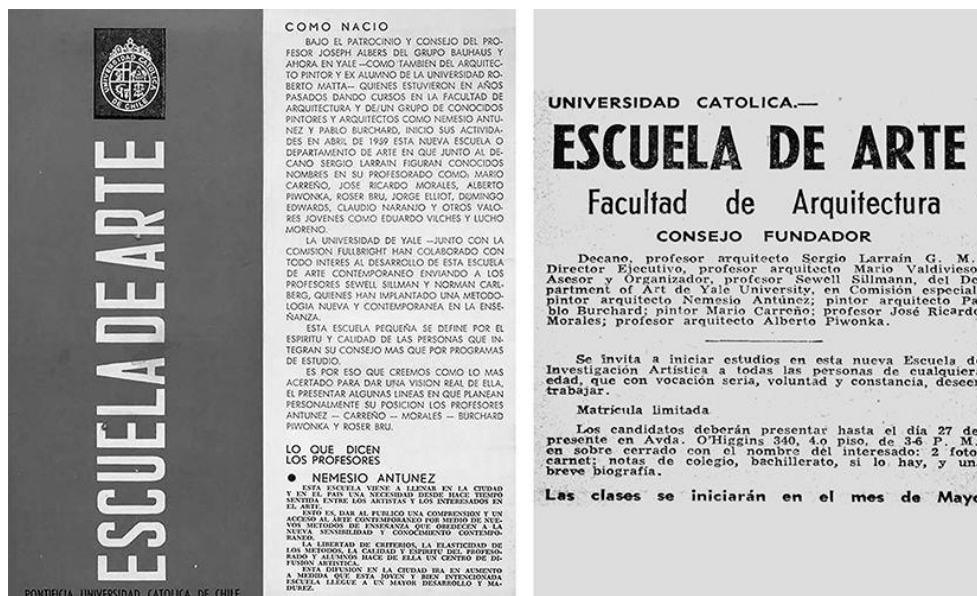 UNIVERSIDAD CATOLICA
DE CHILE
ESCUELA DE ARTE
PONTIFICIA UNIVERSIDAD CATOLICA DE CHILE
COMO NACIO
BAJO EL PATROCINIO Y CONSEJO DEL PRO-
FESOR JOSEPH ALBERS DEL GRUPO BAUHAUS Y
AHORA EN YALE —COMO TAMBIEN DEL ARQUITEC-
TO PINTOR Y EX ALUMNO DE LA UNIVERSIDAD RO-
BERTO MATTA— QUIENES ESTUVIERON EN AÑOS
PASADOS DANDO CURSOS EN LA FACULTAD DE
ARQUITECTURA Y DE/UN GRUPO DE CONOCIDOS
PINTORES Y ARQUITECTOS COMO NEMESIO ANTU-
NEZ Y PABLO BURCHARD, INICIO SUS ACTIVIDA-
DES EN ABRIL DE 1959 ESTA NUEVA ESCUELA O
DEPARTAMENTO DE ARTE EN QUE JUNTO AL DE-
CANO SERGIO LARRAIN FIGURAN CONOCIDOS
NOMBRES EN SU PROFESORADO COMO: MARIO
CARREÑO, JOSE RICARDO MORALES, ALBERTO
PIWONKA, ROSER BRU, JORGE ELLIOT, DOMINGO
EDWARDS, CLAUDIO NARANJO Y OTROS VALO-
RES JOVENES COMO EDUARDO VILCHES Y LUCHO
MORENO.
LA UNIVERSIDAD DE YALE —JUNTO CON LA
COMISION FULLBRIGHT HAN COLABORADO CON
TODO INTERES AL DESARROLLO DE ESTA ESCUELA
DE ARTE CONTEMPORANEO ENVIANDO A LOS
PROFESORES SEWELL SILLMAN Y NORMAN CARL-
BERG, QUIENES HAN IMPLANTADO UNA METODO-
LOGIA NUEVA Y CONTEMPORANEA EN LA ENSE-
ÑANZA.
ESTA ESCUELA PEQUEÑA SE DEFINE POR EL
ESPIRITU Y CALIDAD DE LAS PERSONAS QUE IN-
TEGRAN SU CONSEJO MAS QUE POR PROGRAMAS
DE ESTUDIO.
ES POR ESO QUE CREEMOS COMO LO MAS
ACERTADO PARA DAR UNA VISION REAL DE ELLA,
EL PRESENTAR ALGUNAS LINEAS EN QUE PLANEAN
PERSONALMENTE SU POSICION LOS PROFESORES
ANTUNEZ — CARREÑO — MORALES — BURCHARD
PIWONKA Y ROSER BRU.
LO QUE DICEN
LOS PROFESORES
● NEMESIO ANTUNEZ
ESTA ESCUELA VIENE A LLENAR EN LA CIUDAD
Y EN EL PAIS UNA NECESIDAD DESDE HACE TIEMPO
SENTIDA ENTRE LOS ARTISTAS Y LOS INTERESADOS EN
EL ARTE.
ESTO ES, DAR AL PUBLICO UNA COMPRENSION Y UN
ACCESO AL ARTE CONTEMPORANEO POR MEDIO DE NUE-
VOS METODOS DE ENSEÑANZA QUE OBEDECEN A LA
NUEVA SENSIBILIDAD Y CONOCIMIENTO CONTEMPO-
RANEO.
LA LIBERTAD DE CRITERIOS, LA ELASTICIDAD DE
LOS METODOS, LA CALIDAD Y ESPIRITU DEL PROFESO-
RADO Y ALUMNOS HACE DE ELLA UN CENTRO DE DI-
FUSION ARTISTICA.
ESTA DIFUSION EN LA CIUDAD IRA EN AUMENTO
A MEDIDA QUE ESTA JOVEN Y BIEN INTENCIONADA
ESCUELA LLEGUE A UN MAYOR DESARROLLO Y MA-
DUREZ.
UNIVERSIDAD CATOLICA.—
ESCUELA DE ARTE
Facultad de Arquitectura
CONSEJO FUNDADOR
Decano, profesor arquitecto Sergio Larraín G. M.
Director Ejecutivo, profesor arquitecto Mario Valdivieso
Asesor y Organizador, profesor Sewell Sillmann, del De
partment of Art de Yale University, en Comisión especial
pintor arquitecto Nemesio Antúnez; pintor arquitecto Pa
blo Burchard; pintor Mario Carreño; profesor José Ricardo
Morales; profesor arquitecto Alberto Piwonka.
Se invita a iniciar estudios en esta nueva Escuela de
Investigación Artística a todas las personas de cualquier
edad, que con vocación seria, voluntad y constancia, deseen
trabajar.
Matrícula limitada
Los candidatos deberán presentar hasta el día 27 de
presente en Avda. O'Higgins 340, 4.o piso, de 3-6 P. M.
en sobre cerrado con el nombre del interesado: 2 foto
carnet; notas de colegio, bachillerato, si lo hay, y una
breve biografía.
Las clases se iniciarán en el mes de Mayo